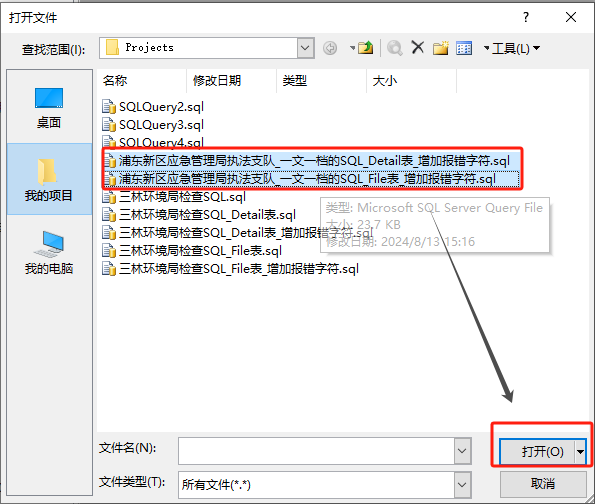 打开文件
?
查找范围(I):
Projects
工具(L)
名称
修改日期
类型
大小
桌面
我的项目
我的电脑
SQLQuery2.sql
SQLQuery3.sql
SQLQuery4.sql
浦东新区应急管理局执法支队_一文一档的SQL_Detail表_增加报错字符.sql
浦东新区应急管理局执法支队_一文一档的SQL_File表_增加报错字符.sql
三林环境局检查SQL.sql
三林环境局检查SQL_Detail表.sql
三林环境局检查SQL_Detail表_增加报错字符.sql
三林环境局检查SQL_File表.sql
三林环境局检查SQL_File表_增加报错字符.sql
类型: Microsoft SQL Server Query File
大小: 23.7 KB
修改日期: 2024/8/13 15:16
文件名(N):
打开(O)
文件类型(T):
所有文件(*.*)
取消